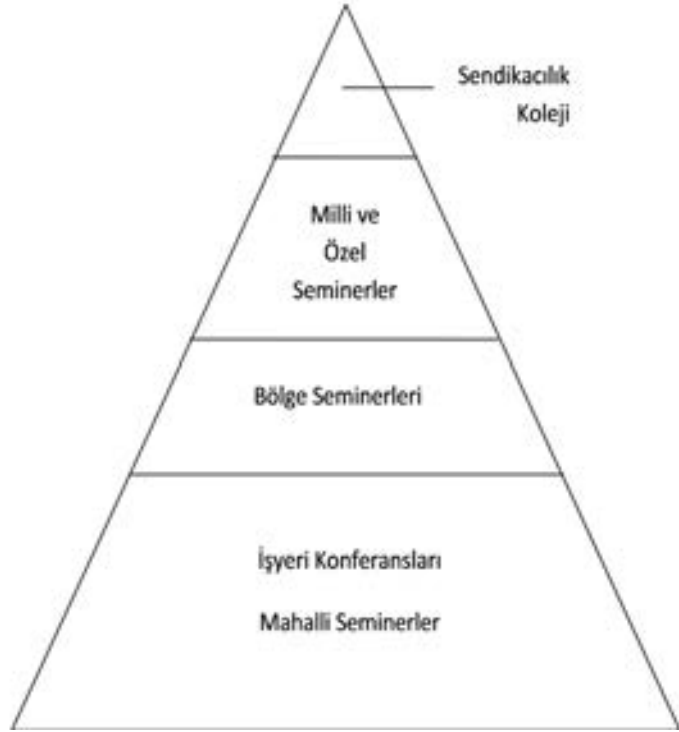 Sendikacılık
Koleji
Milli ve
Özel
Seminerler
Bölge Seminerleri
İşyeri Konferansları
Mahalli Seminerler